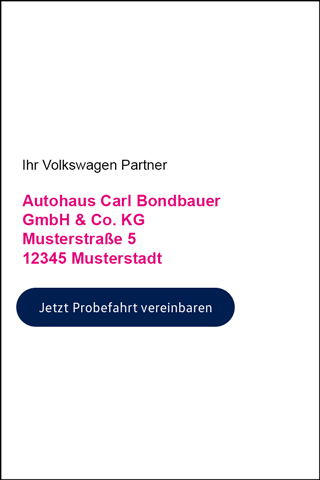 Ihr Volkswagen Partner
Autohaus Carl Bondbauer
GmbH & Co. KG
Musterstraße 5
12345 Musterstadt
Jetzt Probefahrt vereinbaren